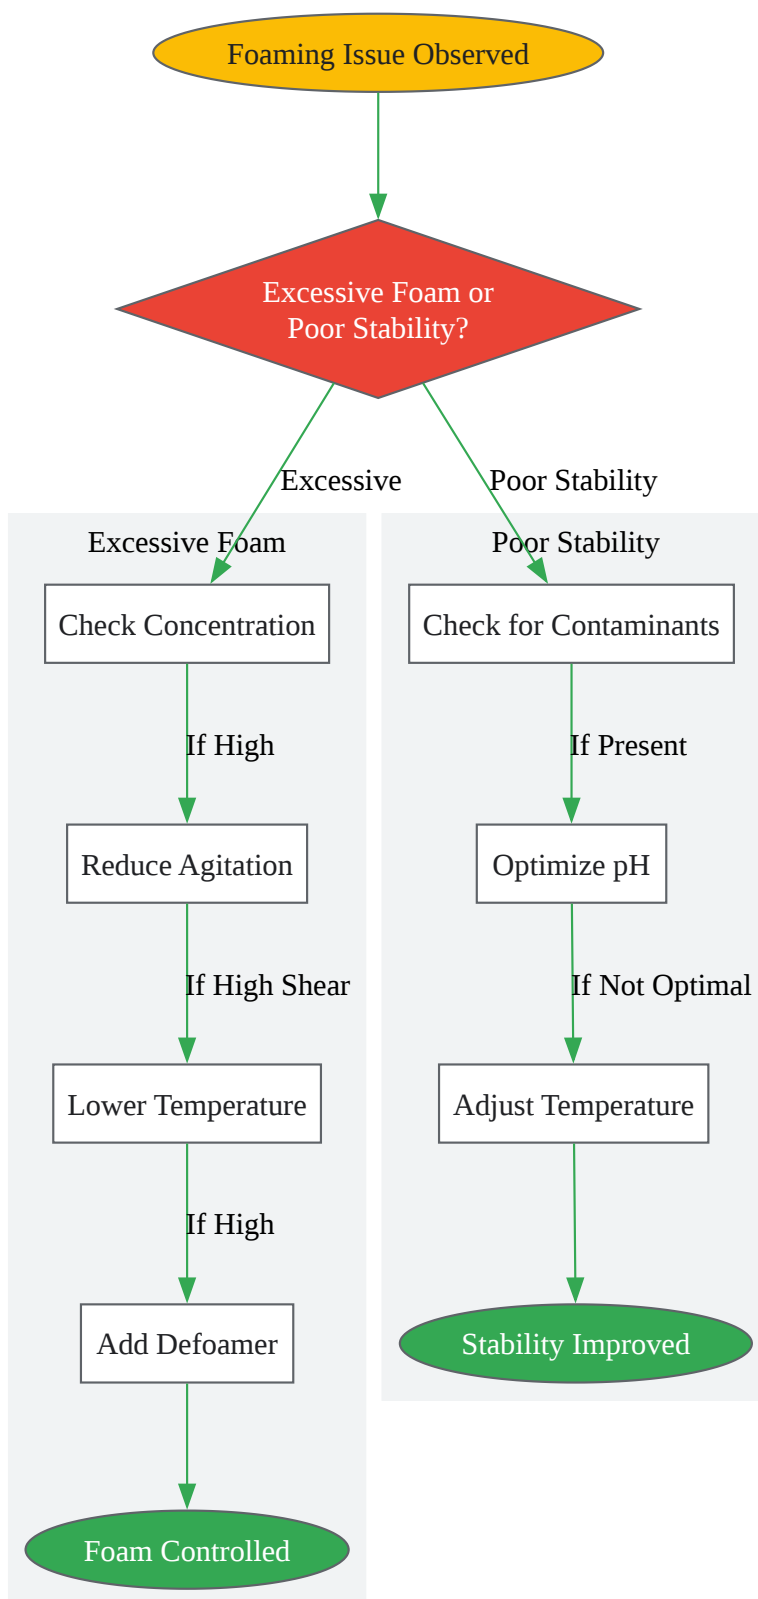 Foaming Issue Observed
Excessive Foam or
Poor Stability?
Excessive
Poor Stability
Excessive Foam
Check Concentration
If High
Reduce Agitation
If High Shear
Lower Temperature
If High
Add Defoamer
Foam Controlled
Poor Stability
Check for Contaminants
If Present
Optimize pH
If Not Optimal
Adjust Temperature
Stability Improved